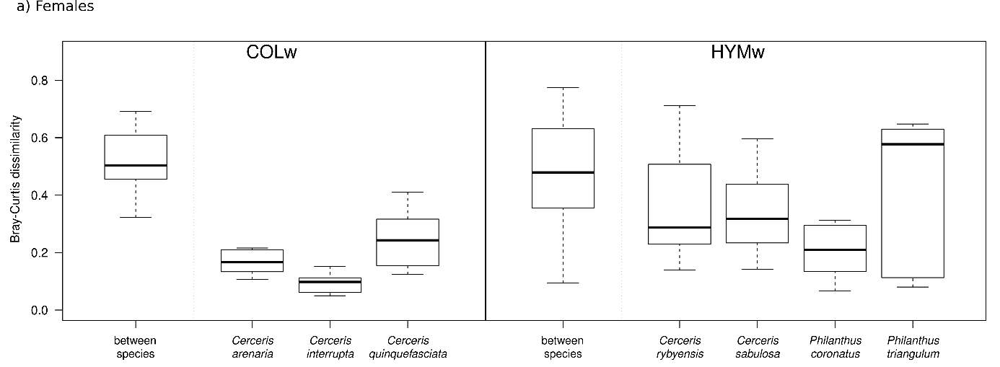 a) Females
COLw
HYMw
Bray-Curtis dissimilarity
0.8
0.6
0.4
0.2
0.0
between
species
Cerceris
arenaria
Cerceris
interrupta
Cerceris
quinquefasciata
between
species
Cerceris
rybyensis
Cerceris
sabulosa
Philanthus
coronatus
Philanthus
triangulum